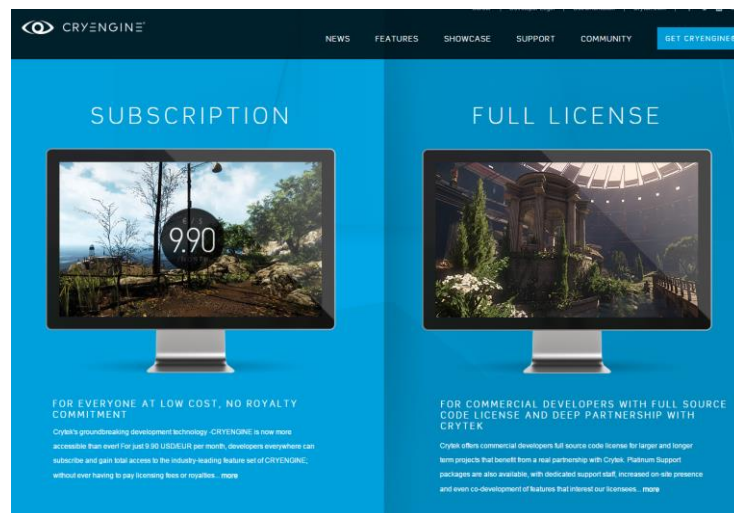 CRYENGINE®
NEWS FEATURES SHOWCASE SUPPORT COMMUNITY GET CRYENGINE®
SUBSCRIPTION
€ / $
9.90
FOR EVERYONE AT LOW COST, NO ROYALTY
COMMITMENT
Crytek's groundbreaking development technology -CRYENGINE is now more
accessible than ever! For just 9.90 USD/EUR per month, developers everywhere can
subscribe and gain total access to the industry-leading feature set of CRYENGINE;
without ever having to pay licensing fees or royalties... more
FULL LICENSE
FOR COMMERCIAL DEVELOPERS WITH FULL SOURCE
CODE LICENSE AND DEEP PARTNERSHIP WITH
CRYTEK
Crytek offers commercial developers full source code license for larger and longer
term projects that benefit from a real partnership with Crytek. Platinum Support
packages are also available, with dedicated support staff, increased on-site presence
and even co-development of features that interest our licensees... more